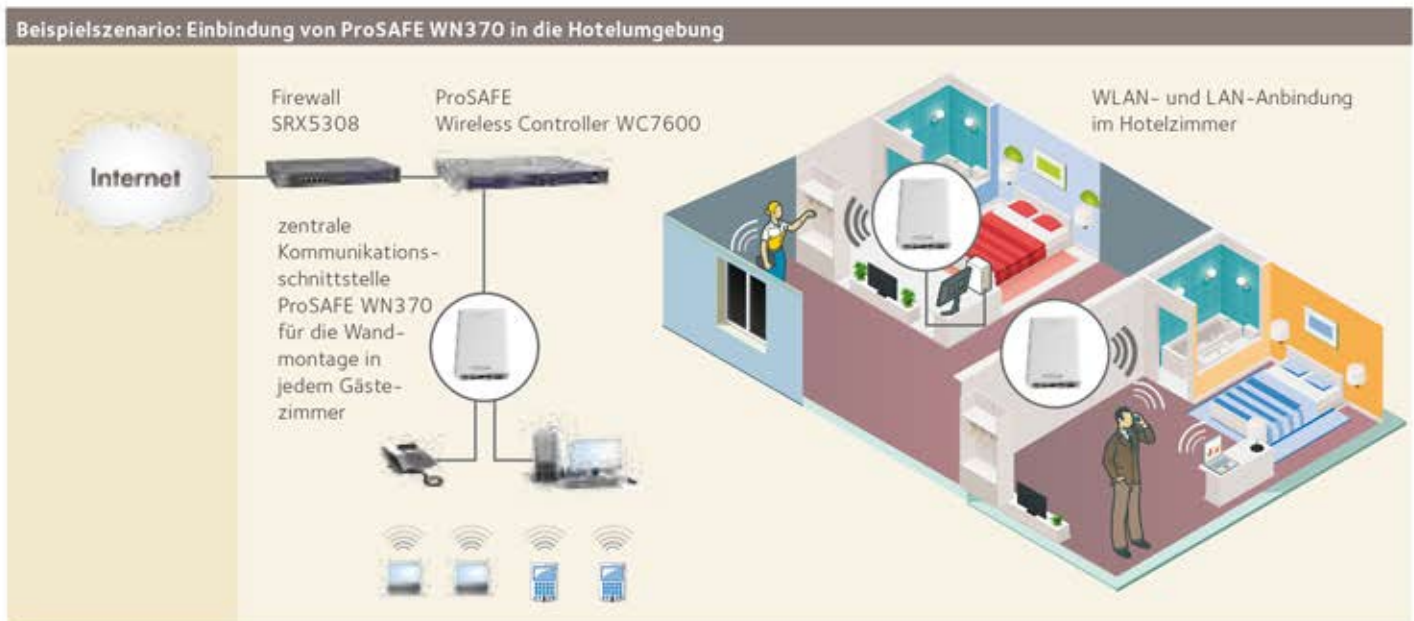 Beispielszenario: Einbindung von ProSAFE WN370 in die Hotelumgebung
Internet
Firewall
SRX5308
ProSAFE
Wireless Controller WC7600
zentrale
Kommunikations-
schnittstelle
ProSAFE WN370
für die Wand-
montage in
jedem Gäste-
zimmer
WLAN- und LAN-Anbindung
im Hotelzimmer